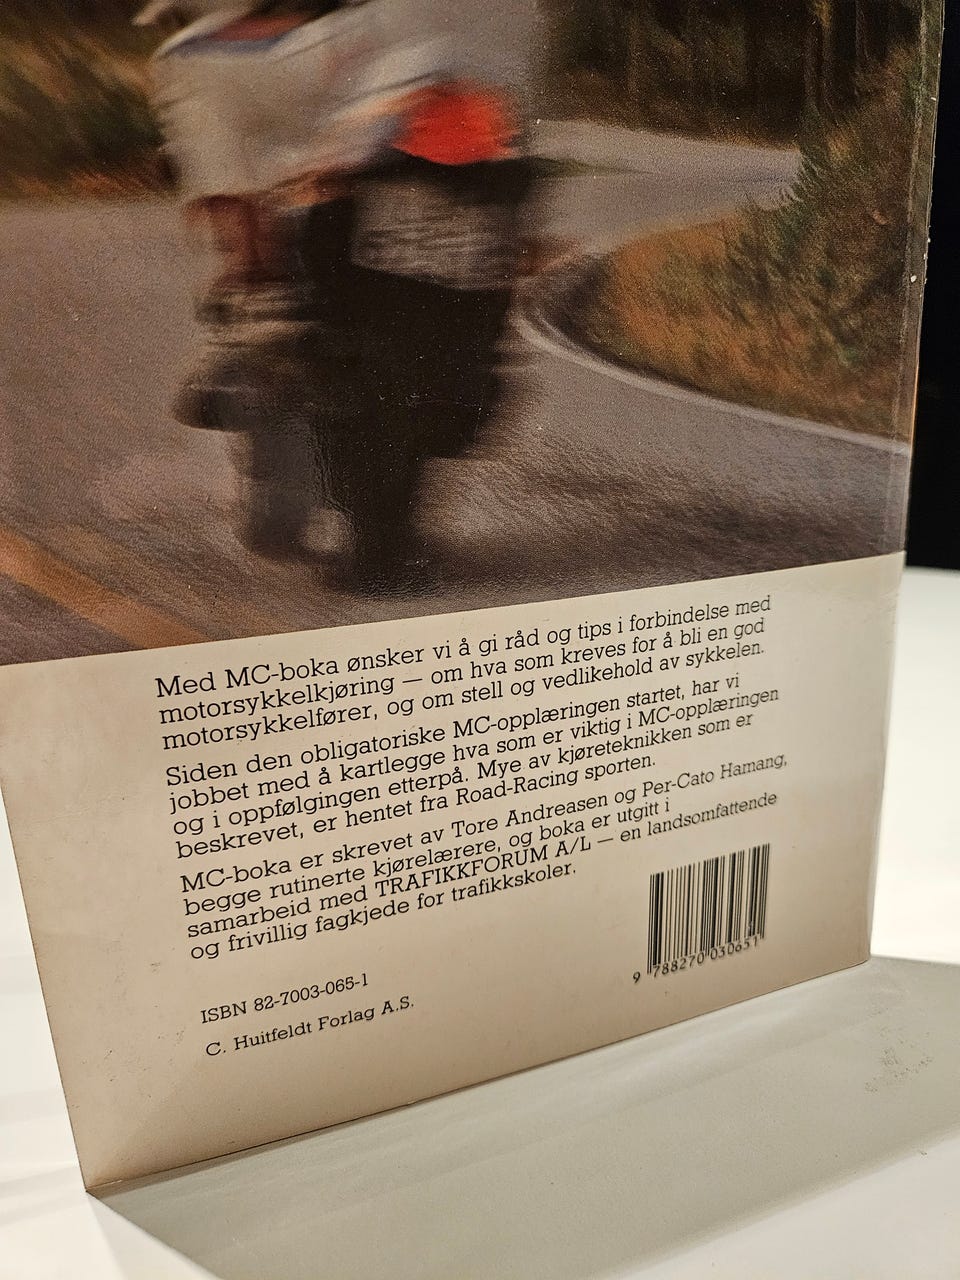 Med MC-boka ønsker vi å gi råd og tips i forbindelse med
motorsykkelkjøring — om hva som kreves for å bli en god
motorsykkelfører, og om stell og vedlikehold av sykkelen.
Siden den obligatoriske MC-opplæringen startet, har vi
jobbet med å kartlegge hva som er viktig i MC-opplæringen
og i oppfølgingen etterpå. Mye av kjøreteknikken som er
beskrevet, er hentet fra Road-Racing sporten.
MC-boka er skrevet av Tore Andreasen og Per-Cato Hamang,
begge rutinerte kjørelærere, og boka er utgitt i
samarbeid med TRAFIKKFORUM A/L — en landsomfattende
og frivillig fagkjede for trafikkskoler.
ISBN 82-7003-065-1
C. Huitfeldt Forlag A.S.
9 788270 030651